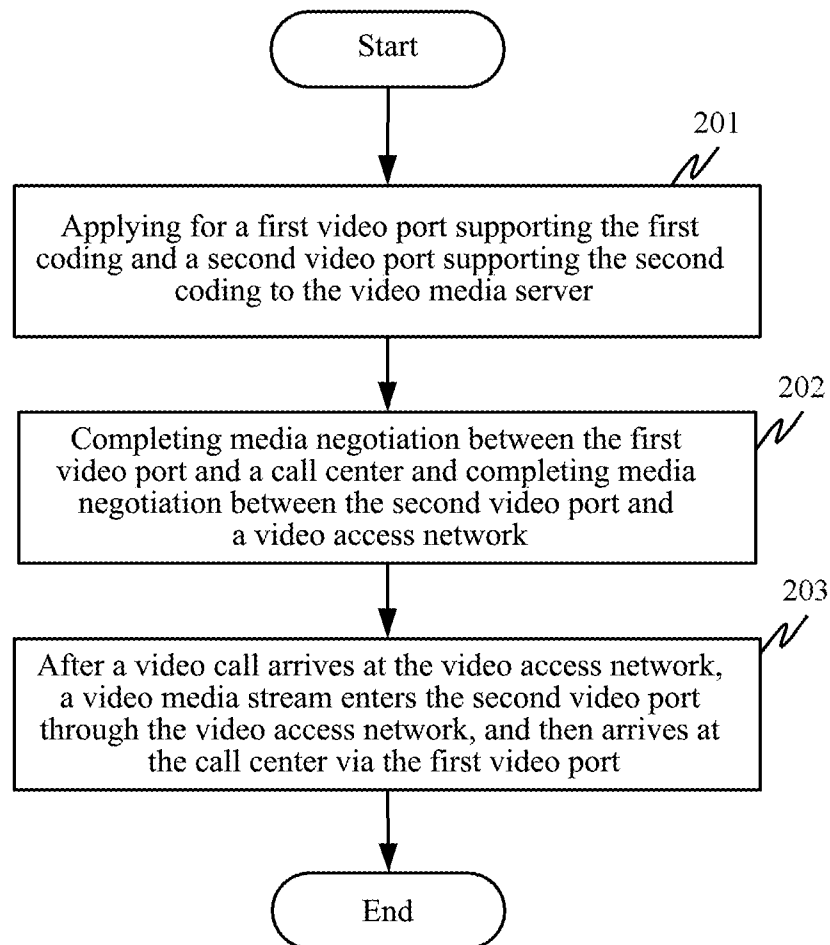 Start
201
Applying for a first video port supporting the first
coding and a second video port supporting the second
coding to the video media server
202
Completing media negotiation between the first
video port and a call center and completing media
negotiation between the second video port and
a video access network
203
After a video call arrives at the video access network,
a video media stream enters the second video port
through the video access network, and then arrives at
the call center via the first video port
End